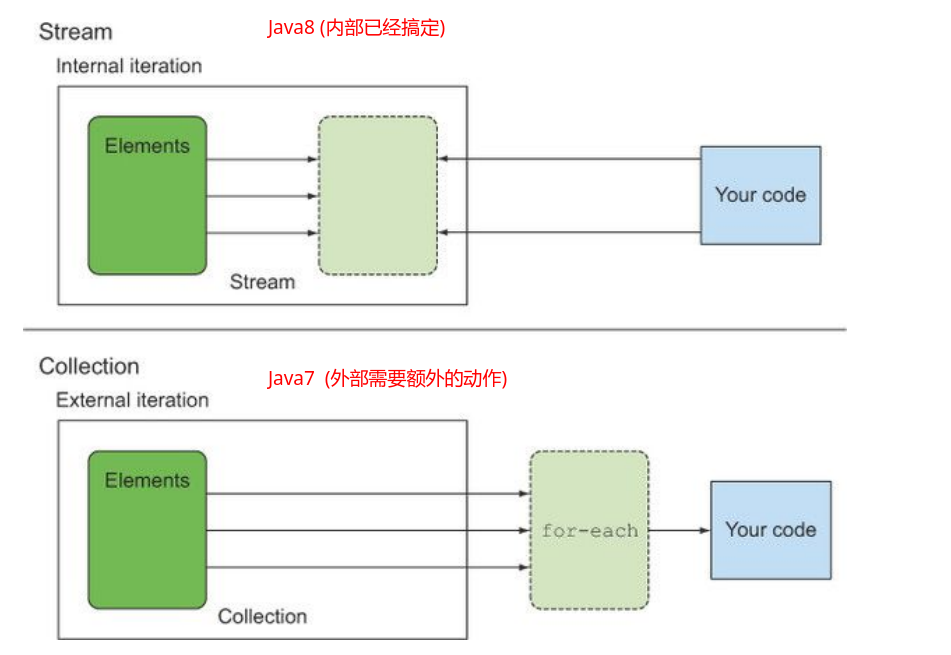 Stream
Java8 (内部已经搞定)
Internal iteration
Elements
Your code
Stream
Collection
Java7 (外部需要额外的动作)
External iteration
Elements
for-each
Your code
Collection